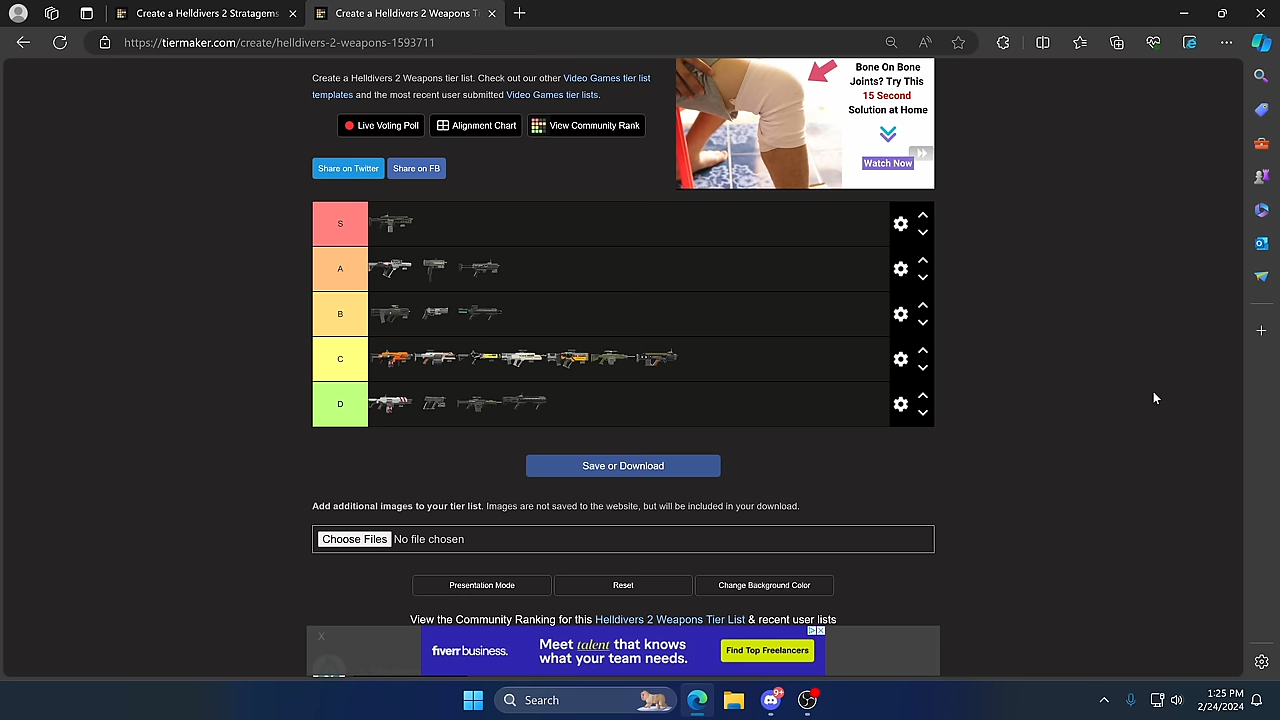 Create a Helldivers 2 Stratagems
Create a Helldivers 2 Weapons Ti
https://tiermaker.com/create/helldivers-2-weapons-1593711
Create a Helldivers 2 Weapons tier list. Check out our other Video Games tier list
templates and the most recent user submitted Video Games tier lists.
Live Voting Poll
Alignment Chart
View Community Rank
Share on Twitter
Share on FB
Bone On Bone
Joints? Try This
15 Second
Solution at Home
Watch Now
S
A
B
C
D
Save or Download
Add additional images to your tier list. Images are not saved to the website, but will be included in your download.
Choose Files No file chosen
Presentation Mode
Reset
Change Background Color
View the Community Ranking for this Helldivers 2 Weapons Tier List & recent user lists
X
fiverr business.
Meet talent that knows
what your team needs.
Find Top Freelancers
Search
9+
1:25 PM
2/24/2024